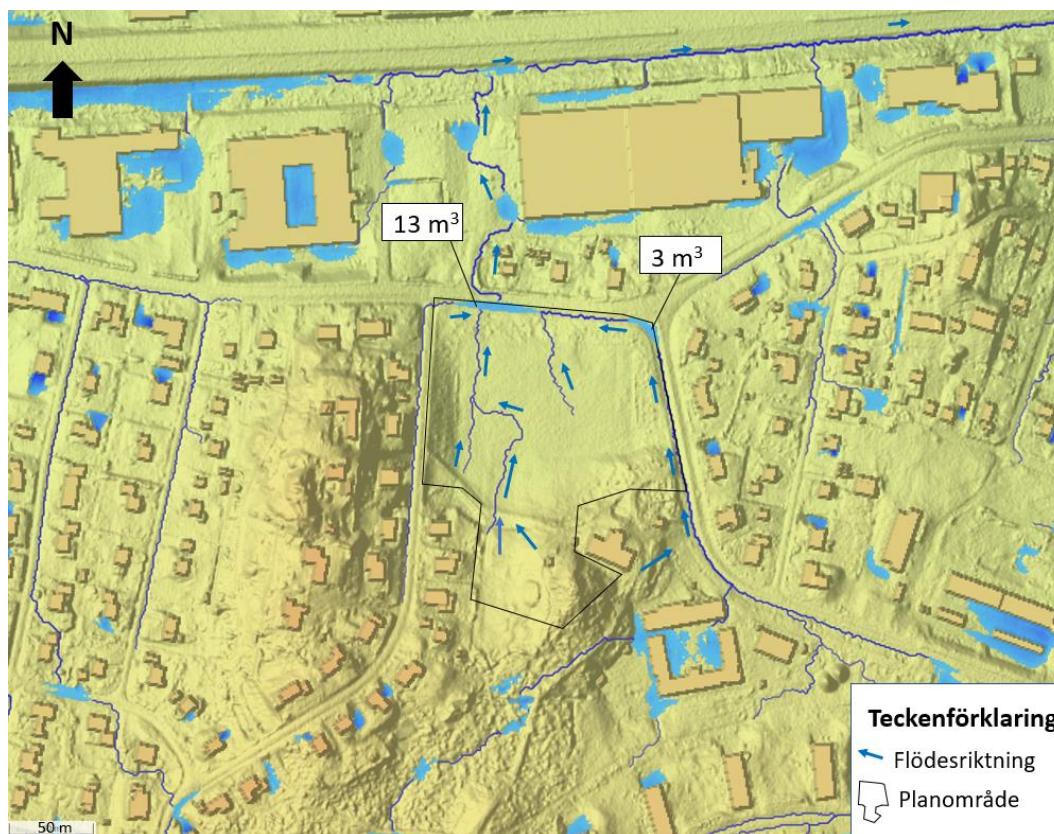 N
13 m³
3 m³
Teckenförklaring
Flödesriktning
Planområde
50 m